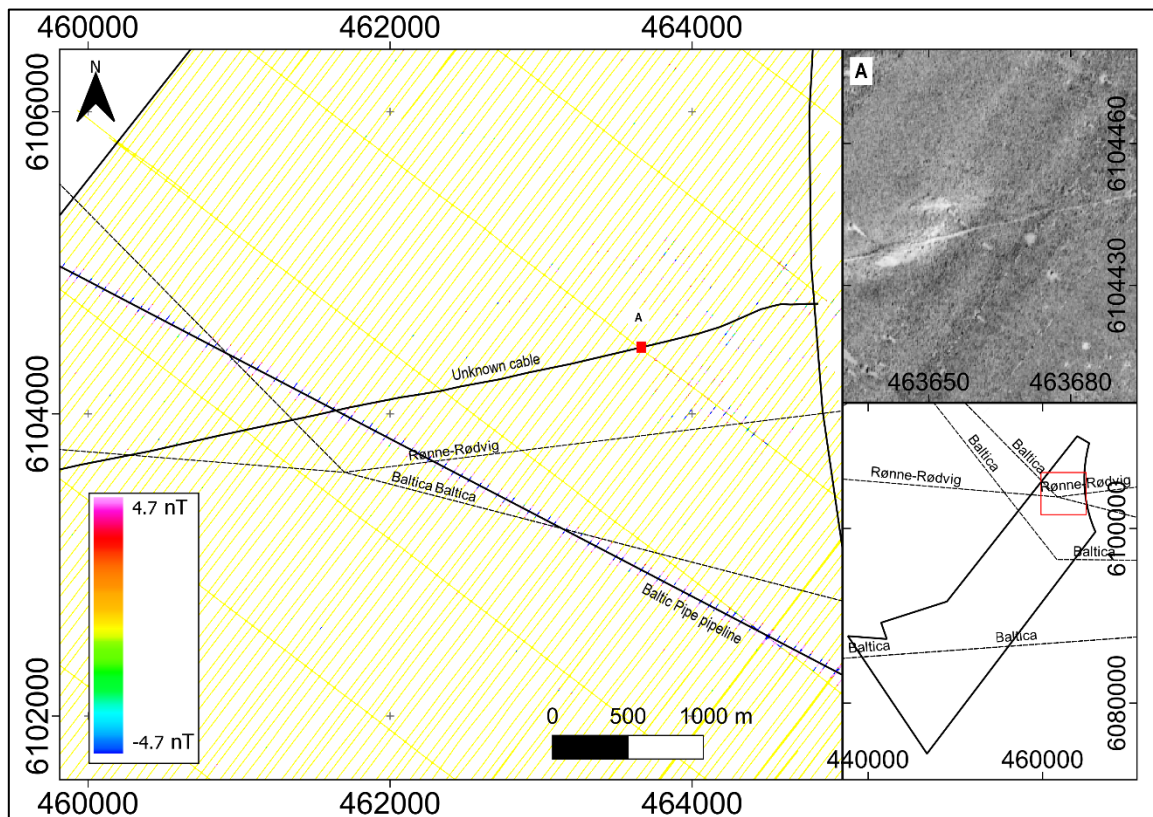 460000 462000 464000
N
6106000
6104000
6102000
A
Unknown cable
Rønne-Rødvig
Baltica Baltica
Baltic Pipe pipeline
4.7 nT
-4.7 nT
0 500 1000 m
460000 462000 464000
A
6104460
6104430
463650 463680
Baltica
Baltica
Rønne-Rødvig
Rønne-Rødvig
Baltica
Baltica
Baltica
6100000
6080000
440000 460000